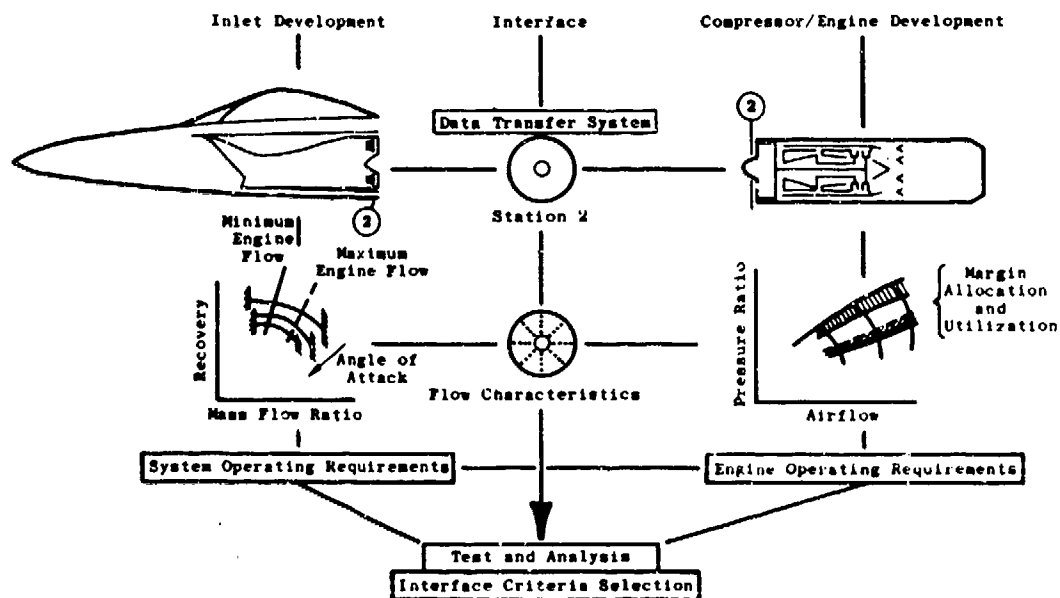 Inlet Development
Interface
Compressor/Engine Development
2
Data Transfer System
2
Station 2
Minimum
Engine
Flow
Maximum
Engine Flow
Recovery
Angle of
Attack
Mass Flow Ratio
Flow Characteristics
Pressure Ratio
Margin
Allocation
and
Utilization
Airflow
System Operating Requirements
Engine Operating Requirements
Test and Analysis
Interface Criteria Selection